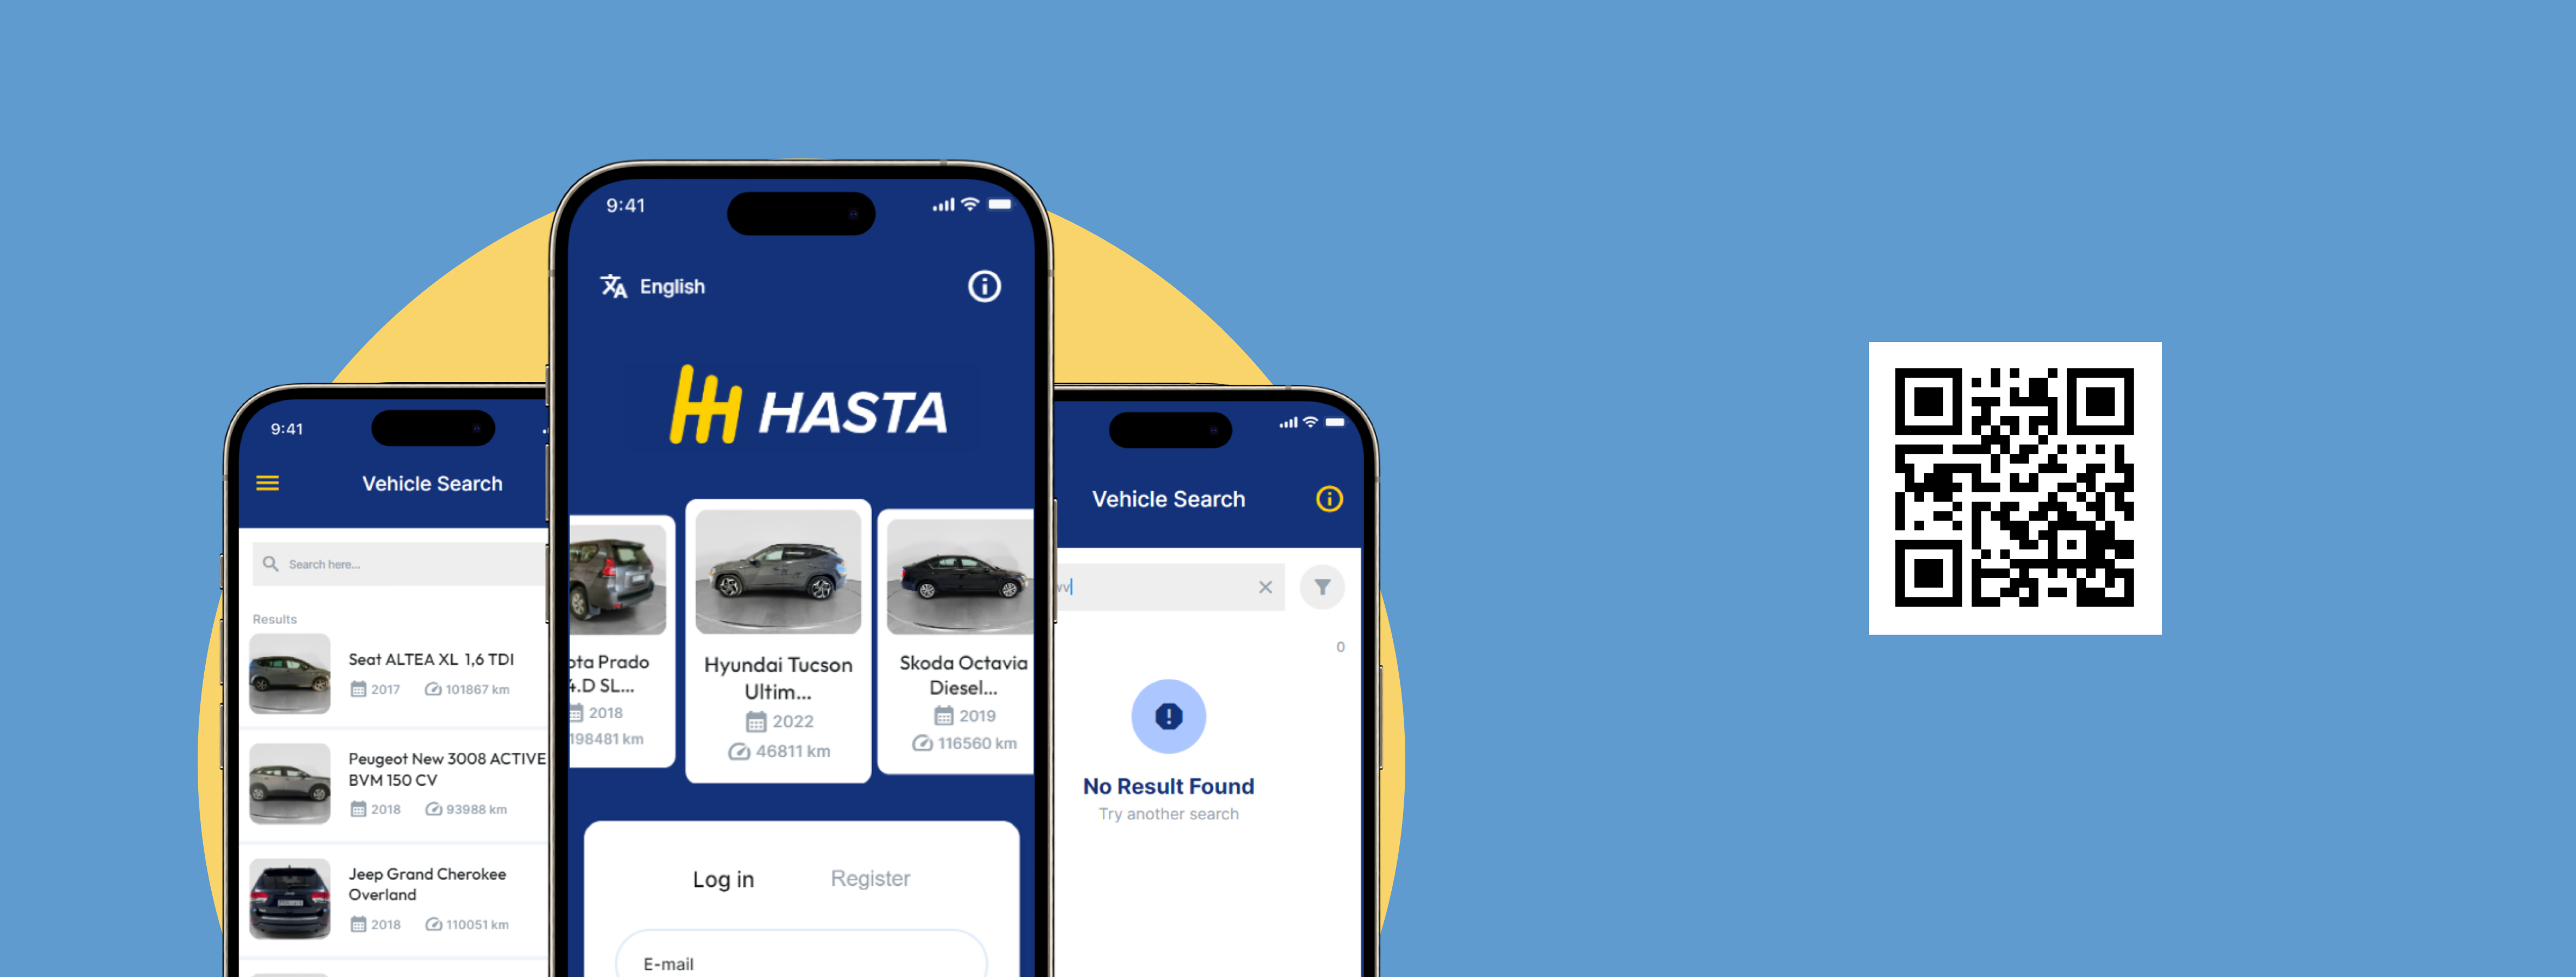 9:41
Vehicle Search
Search here...
Results
Seat ALTEA XL 1,6 TDI
2017 101867 km
Peugeot New 3008 ACTIVE
BVM 150 CV
2018 93988 km
Jeep Grand Cherokee
Overland
2018 110051 km
9:41
English
HASTA
Prado
SL...
2018
198481 km
Hyundai Tucson
Ultim...
2022
46811 km
Skoda Octavia
Diesel...
2019
116560 km
Log in Register
E-mail
Vehicle Search
0
No Result Found
Try another search